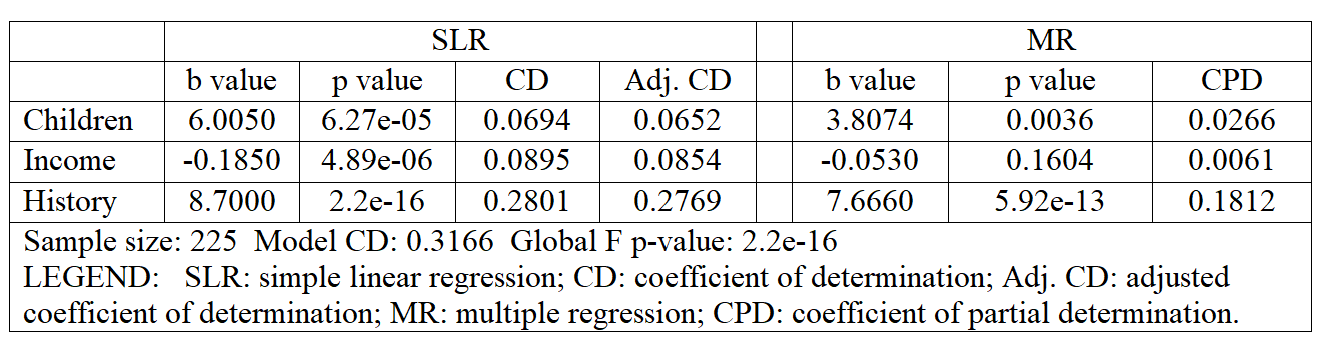 SLR MR
b value p value CD Adj. CD b value p value CPD
Children 6.0050 6.27e-05 0.0694 0.0652 3.8074 0.0036 0.0266
Income -0.1850 4.89e-06 0.0895 0.0854 -0.0530 0.1604 0.0061
History 8.7000 2.2e-16 0.2801 0.2769 7.6660 5.92e-13 0.1812
Sample size: 225 Model CD: 0.3166 Global F p-value: 2.2e-16
LEGEND: SLR: simple linear regression; CD: coefficient of determination; Adj. CD: adjusted
coefficient of determination; MR: multiple regression; CPD: coefficient of partial determination.